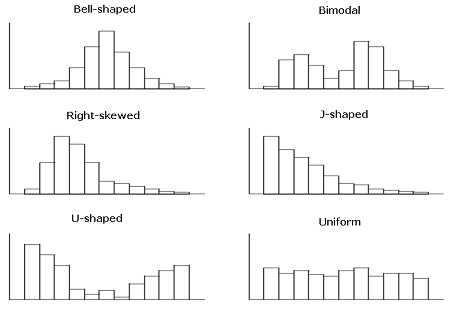 Bell-shaped
Bimodal
Right-skewed
J-shaped
U-shaped
Uniform